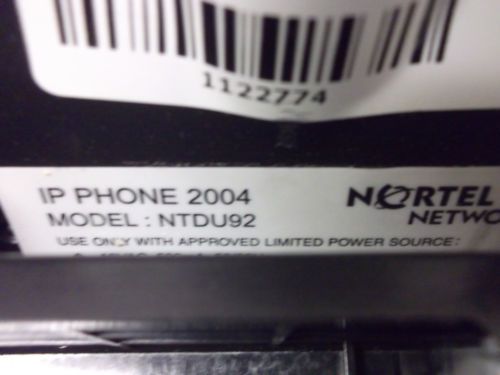 1122774
IP PHONE 2004
MODEL : NTDU92
NORTEL
NETWO
USE ONLY WITH APPROVED LIMITED POWER SOURCE :